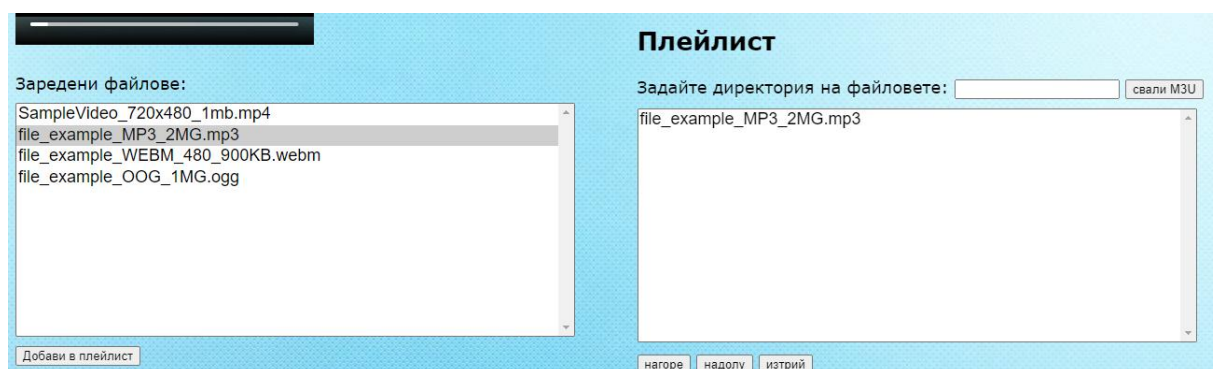 Заредени файлове:
SampleVideo_720x480_1mb.mp4
file_example_MP3_2MG.mp3
file_example_WEBM_480_900KB.webm
file_example_OOG_1MG.ogg
Добави в плейлист
Плейлист
Задайте директория на файловете: свали M3U
file_example_MP3_2MG.mp3
нагоре надолу изтрий